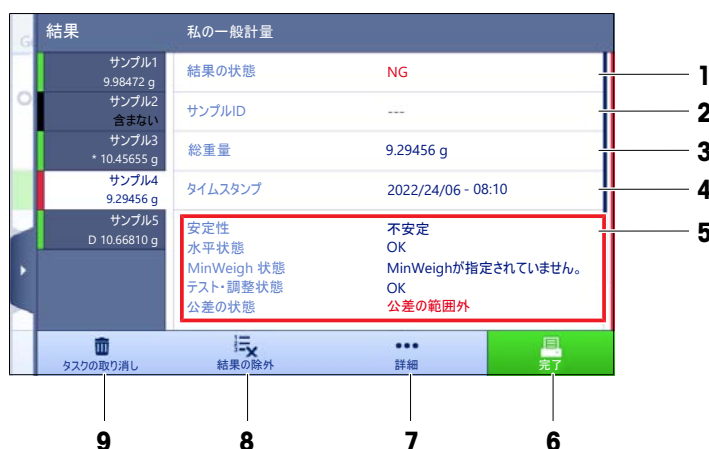 結果
私の一般計量
サンプル1
9.98472 g
サンプル2
含まない
サンプル3
* 10.45655 g
サンプル4
9.29456 g
サンプル5
D 10.66810 g
結果の状態 NG
サンプルID ---
総重量 9.29456 g
タイムスタンプ 2022/24/06 - 08:10
安定性 不安定
水平状態 OK
MinWeigh 状態 MinWeighが指定されていません。
テスト・調整状態 OK
公差の状態 公差の範囲外
1
2
3
4
5
タスクの取り消し
結果の除外
詳細
完了
9
8
7
6